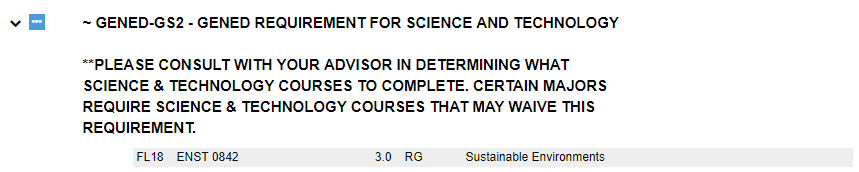 ~ GENED-GS2 - GENED REQUIREMENT FOR SCIENCE AND TECHNOLOGY
**PLEASE CONSULT WITH YOUR ADVISOR IN DETERMINING WHAT
SCIENCE & TECHNOLOGY COURSES TO COMPLETE. CERTAIN MAJORS
REQUIRE SCIENCE & TECHNOLOGY COURSES THAT MAY WAIVE THIS
REQUIREMENT.
FL18 ENST 0842 3.0 RG Sustainable Environments